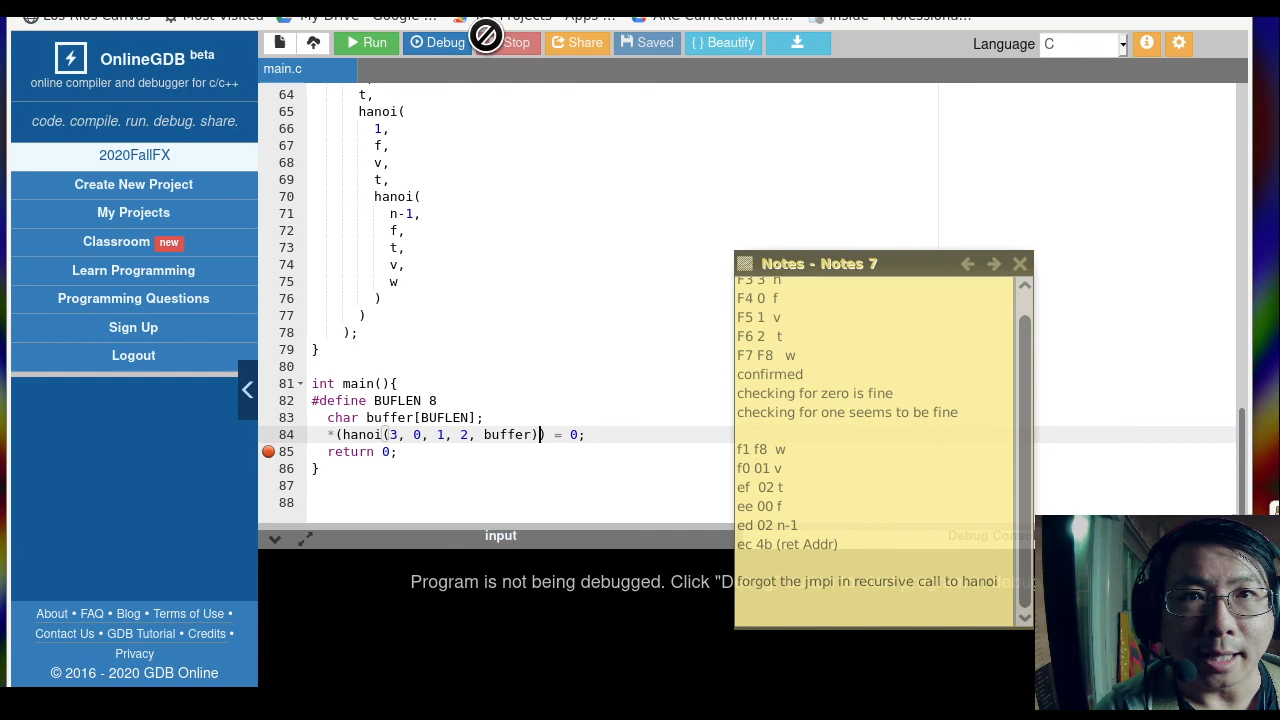 Los Rios Canvas
Most Visited
My Drive - Google ...
Projects - Apps ...
ARC Curriculum Ha...
Inside - Professiona...
OnlineGDB beta
online compiler and debugger for c/c++
code. compile. run. debug. share.
2020FallFX
Create New Project
My Projects
Classroom new
Learn Programming
Programming Questions
Sign Up
Logout
About • FAQ • Blog • Terms of Use •
Contact Us • GDB Tutorial • Credits •
Privacy
© 2016 - 2020 GDB Online
Run
Debug
Stop
Share
Saved
{ } Beautify
Language C
main.c
64 t,
65 hanoi(
66 1,
67 f,
68 v,
69 t,
70 hanoi(
71 n-1,
72 f,
73 t,
74 v,
75 w
76 )
77 )
78 );
79 }
80
81 int main(){
82 #define BUFLEN 8
83 char buffer[BUFLEN];
84 *(hanoi(3, 0, 1, 2, buffer)) = 0;
85 return 0;
86 }
87
88
input
Debug Conso
Program is not being debugged. Click "D
Notes - Notes 7
F3 3 n
F4 0 f
F5 1 v
F6 2 t
F7 F8 w
confirmed
checking for zero is fine
checking for one seems to be fine
f1 f8 w
f0 01 v
ef 02 t
ee 00 f
ed 02 n-1
ec 4b (ret Addr)
forgot the jmpi in recursive call to hanoi